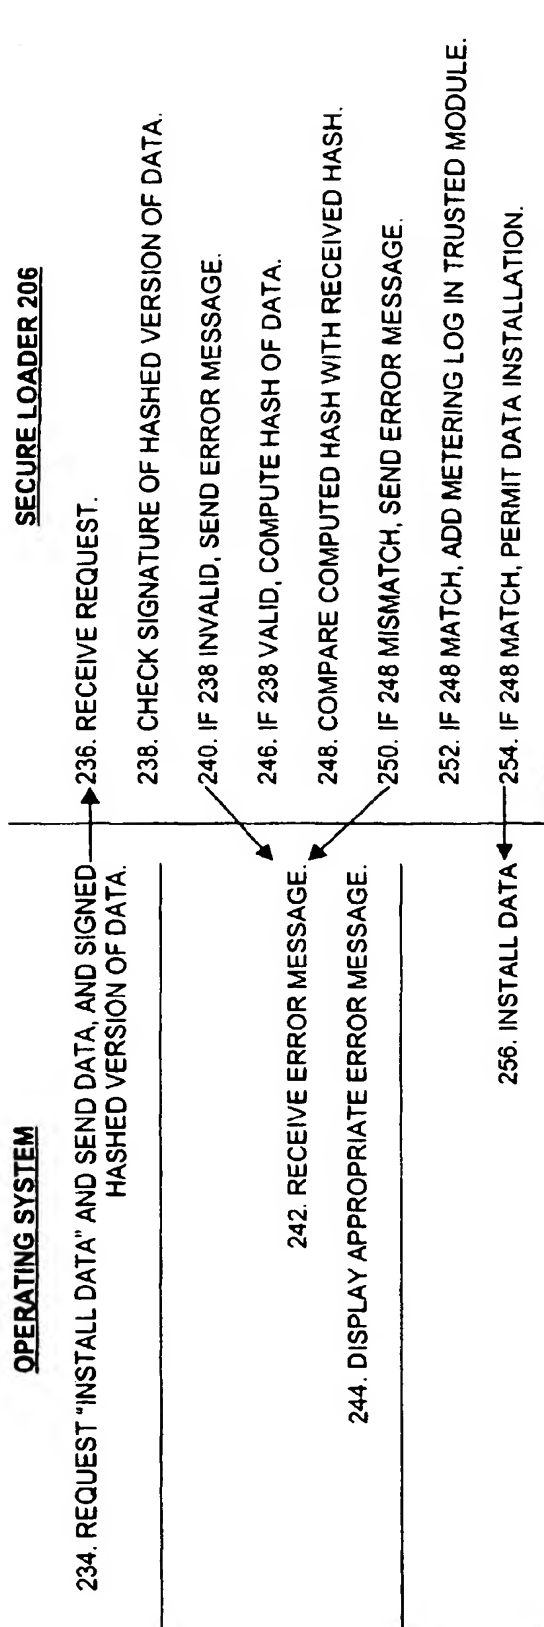 OPERATING SYSTEM
SECURE LOADER 206
234. REQUEST "INSTALL DATA" AND SEND DATA, AND SIGNED
HASHED VERSION OF DATA.
236. RECEIVE REQUEST.
238. CHECK SIGNATURE OF HASHED VERSION OF DATA.
240. IF 238 INVALID, SEND ERROR MESSAGE.
242. RECEIVE ERROR MESSAGE.
244. DISPLAY APPROPRIATE ERROR MESSAGE.
246. IF 238 VALID, COMPUTE HASH OF DATA.
248. COMPARE COMPUTED HASH WITH RECEIVED HASH.
250. IF 248 MISMATCH, SEND ERROR MESSAGE.
252. IF 248 MATCH, ADD METERING LOG IN TRUSTED MODULE.
254. IF 248 MATCH, PERMIT DATA INSTALLATION.
256. INSTALL DATA